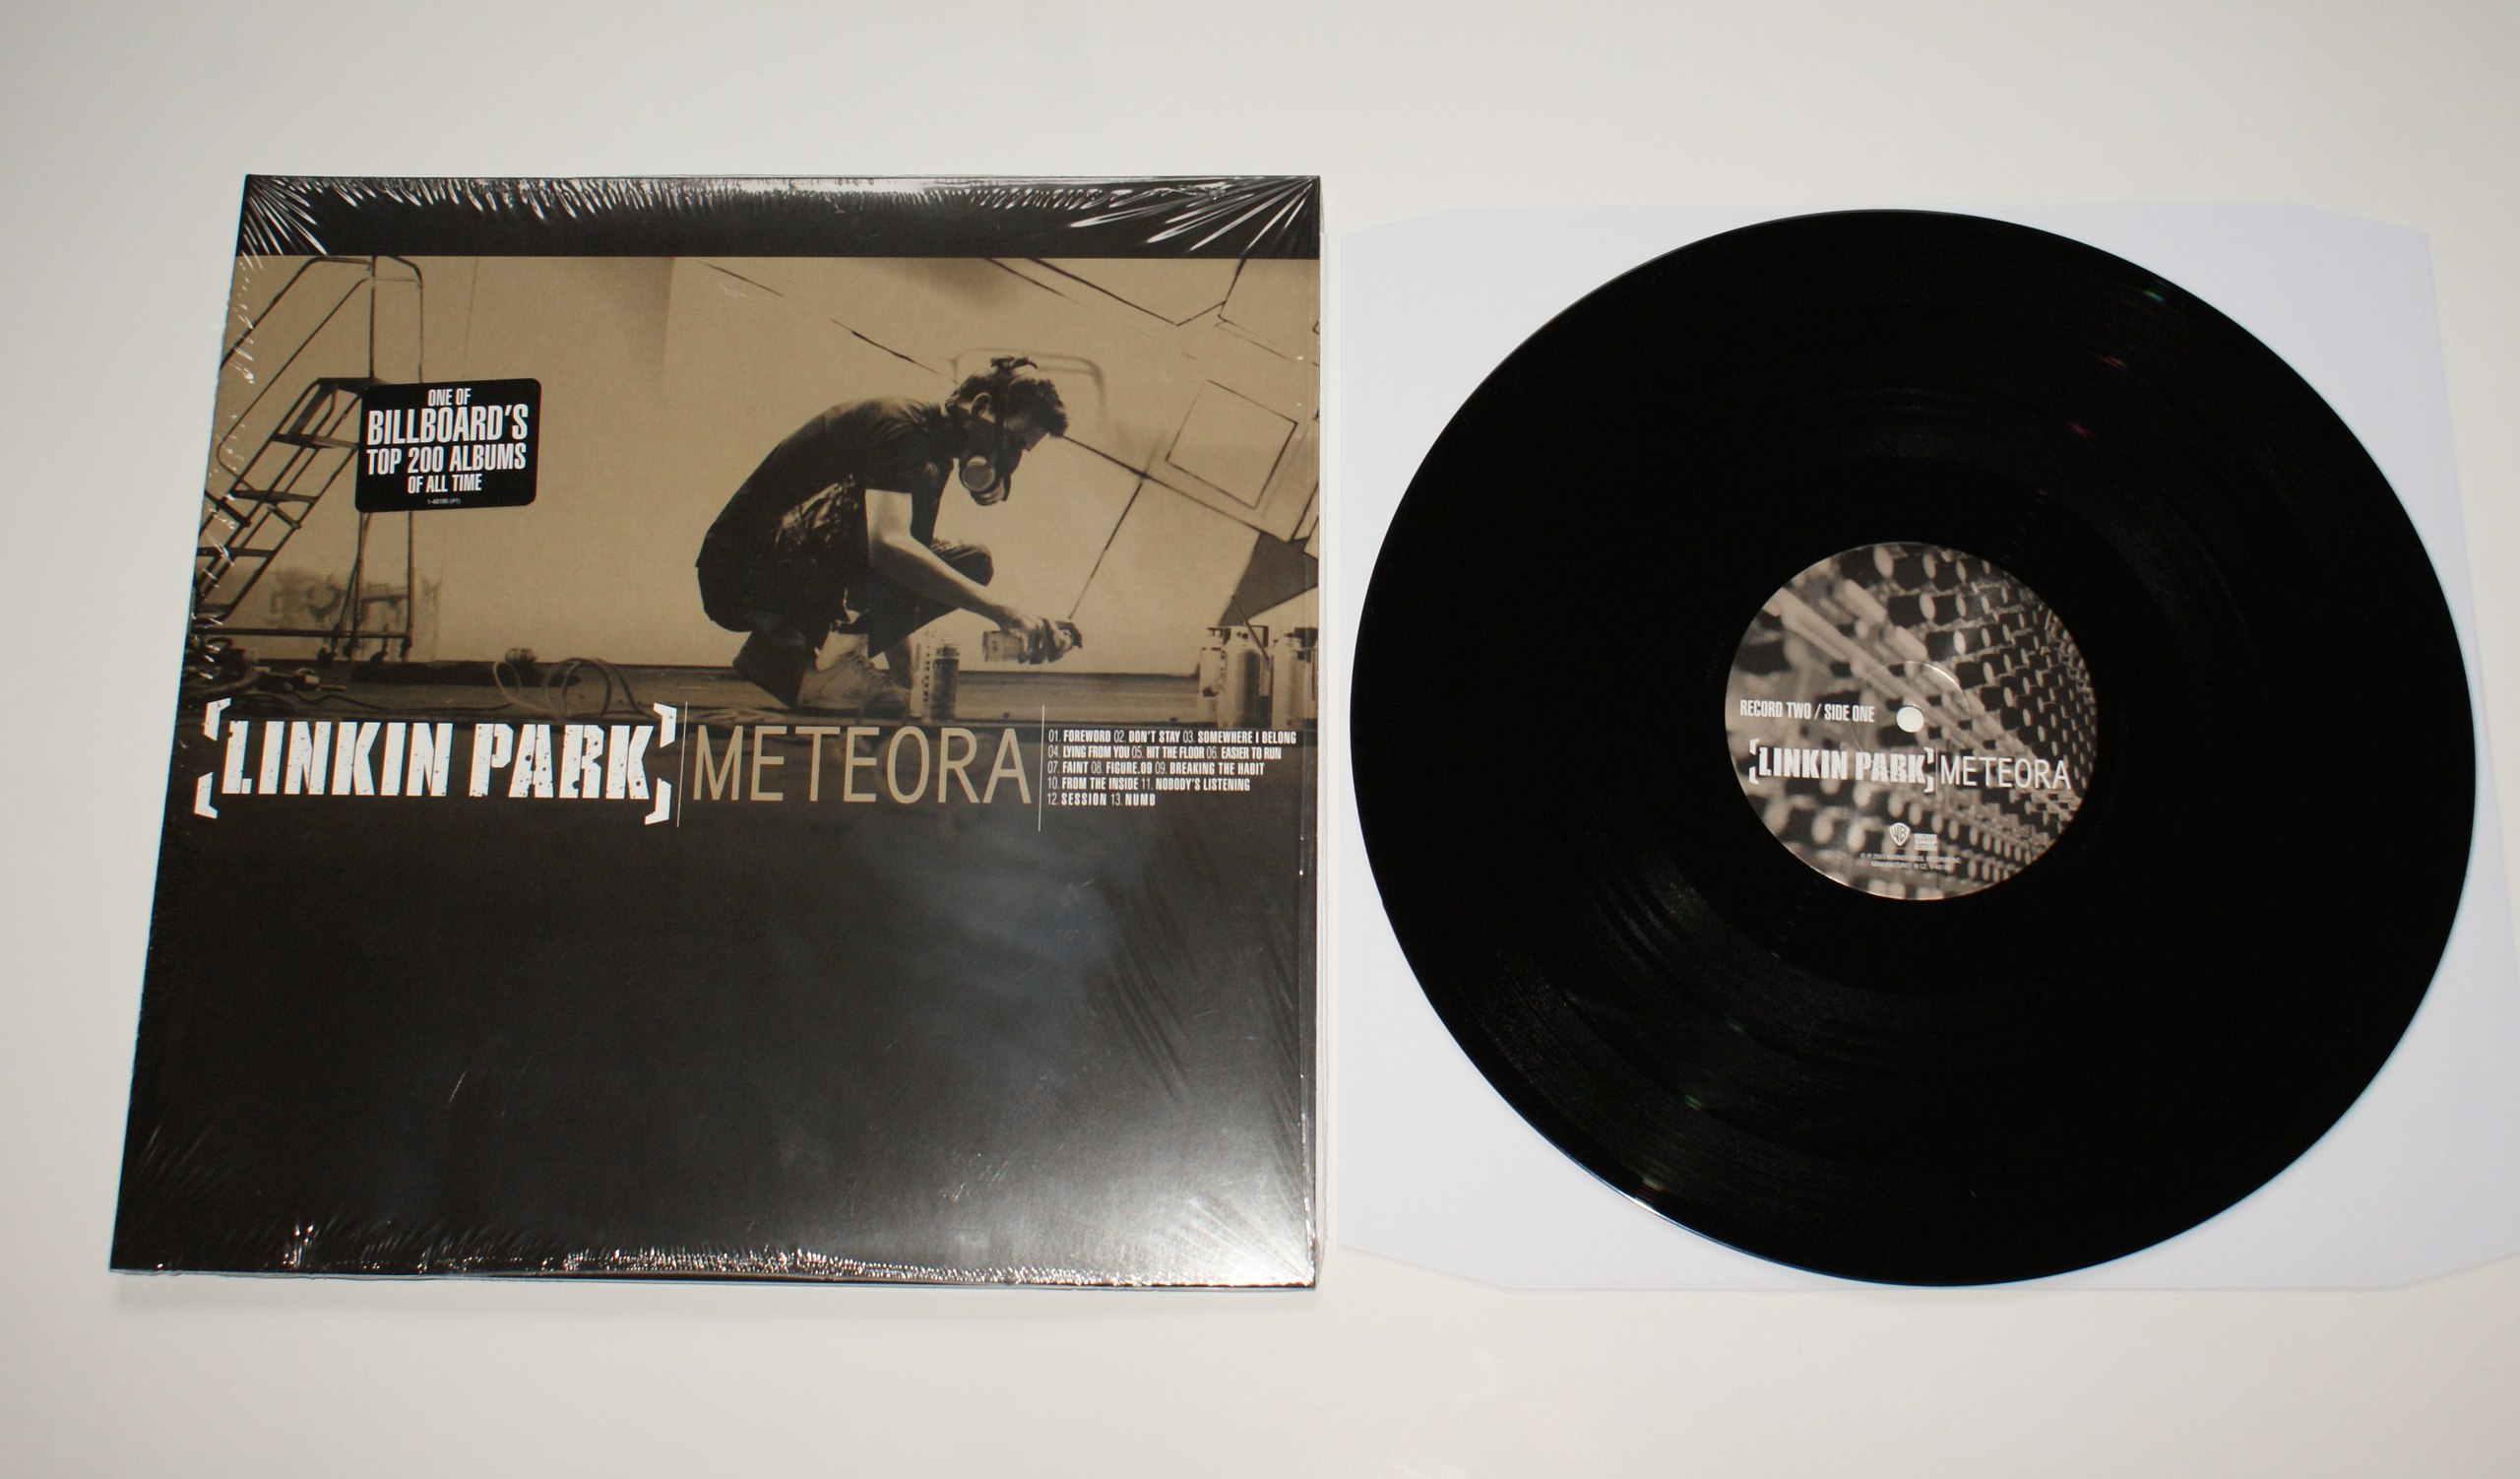 ONE OF
BILLBOARD'S
TOP 200 ALBUMS
OF ALL TIME
[LINKIN PARK]
METEORA
01. FOREWORD 02. DON'T STAY 03. SOMEWHERE I BELONG
04. LYING FROM YOU 05. HIT THE FLOOR 06. EASIER TO RUN
07. FAINT 08. FIGURE.09 09. BREAKING THE HABIT
10. FROM THE INSIDE 11. NOBODY'S LISTENING
12. SESSION 13. NUMB
RECORD TWO / SIDE ONE
[LINKIN PARK] METEORA